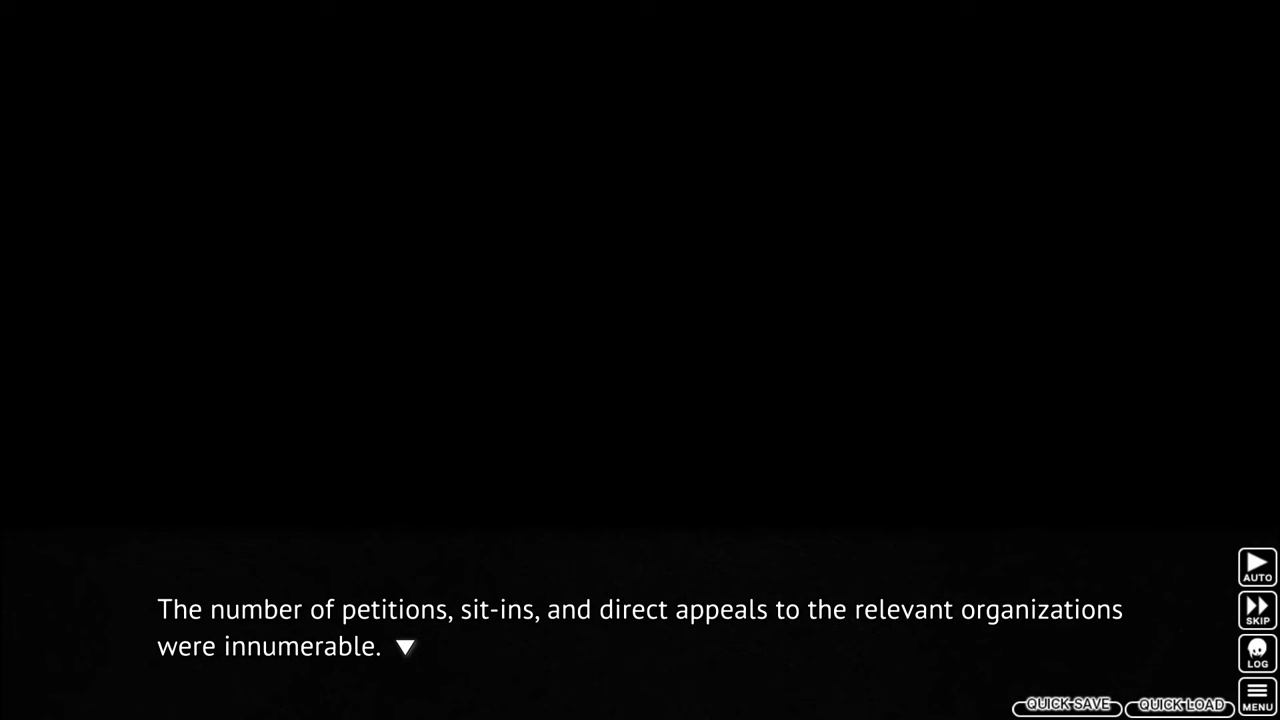 The number of petitions, sit-ins, and direct appeals to the relevant organizations
were innumerable.
AUTO
SKIP
LOG
MENU
QUICK SAVE
QUICK LOAD